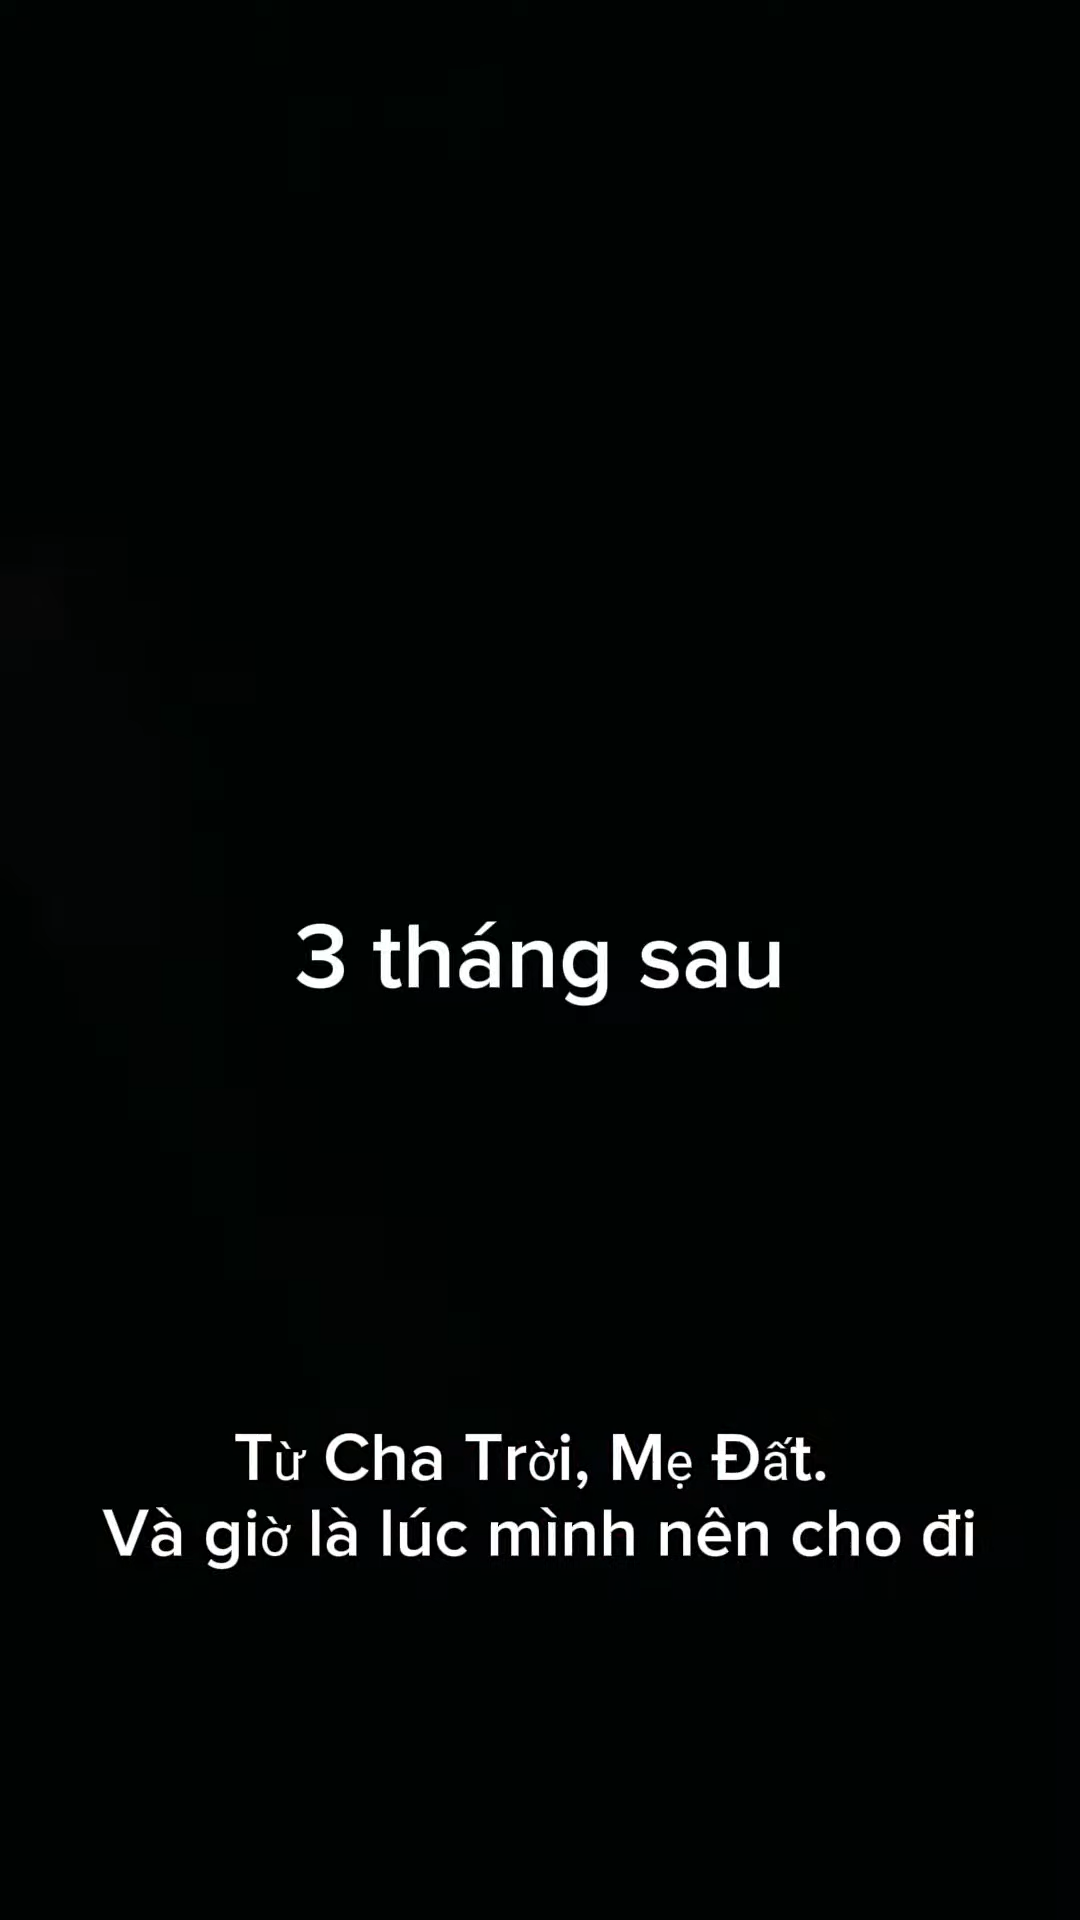 3 tháng sau
Từ Cha Trời, Mẹ Đất.
Và giờ là lúc mình nên cho đi